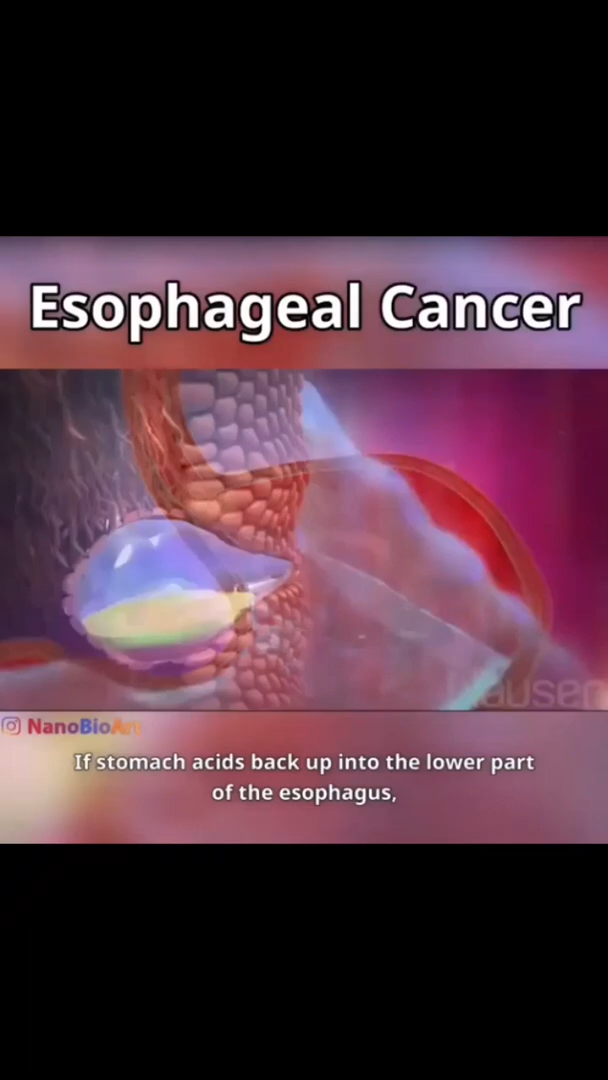 Esophageal Cancer
NanoBioArt
If stomach acids back up into the lower part
of the esophagus,